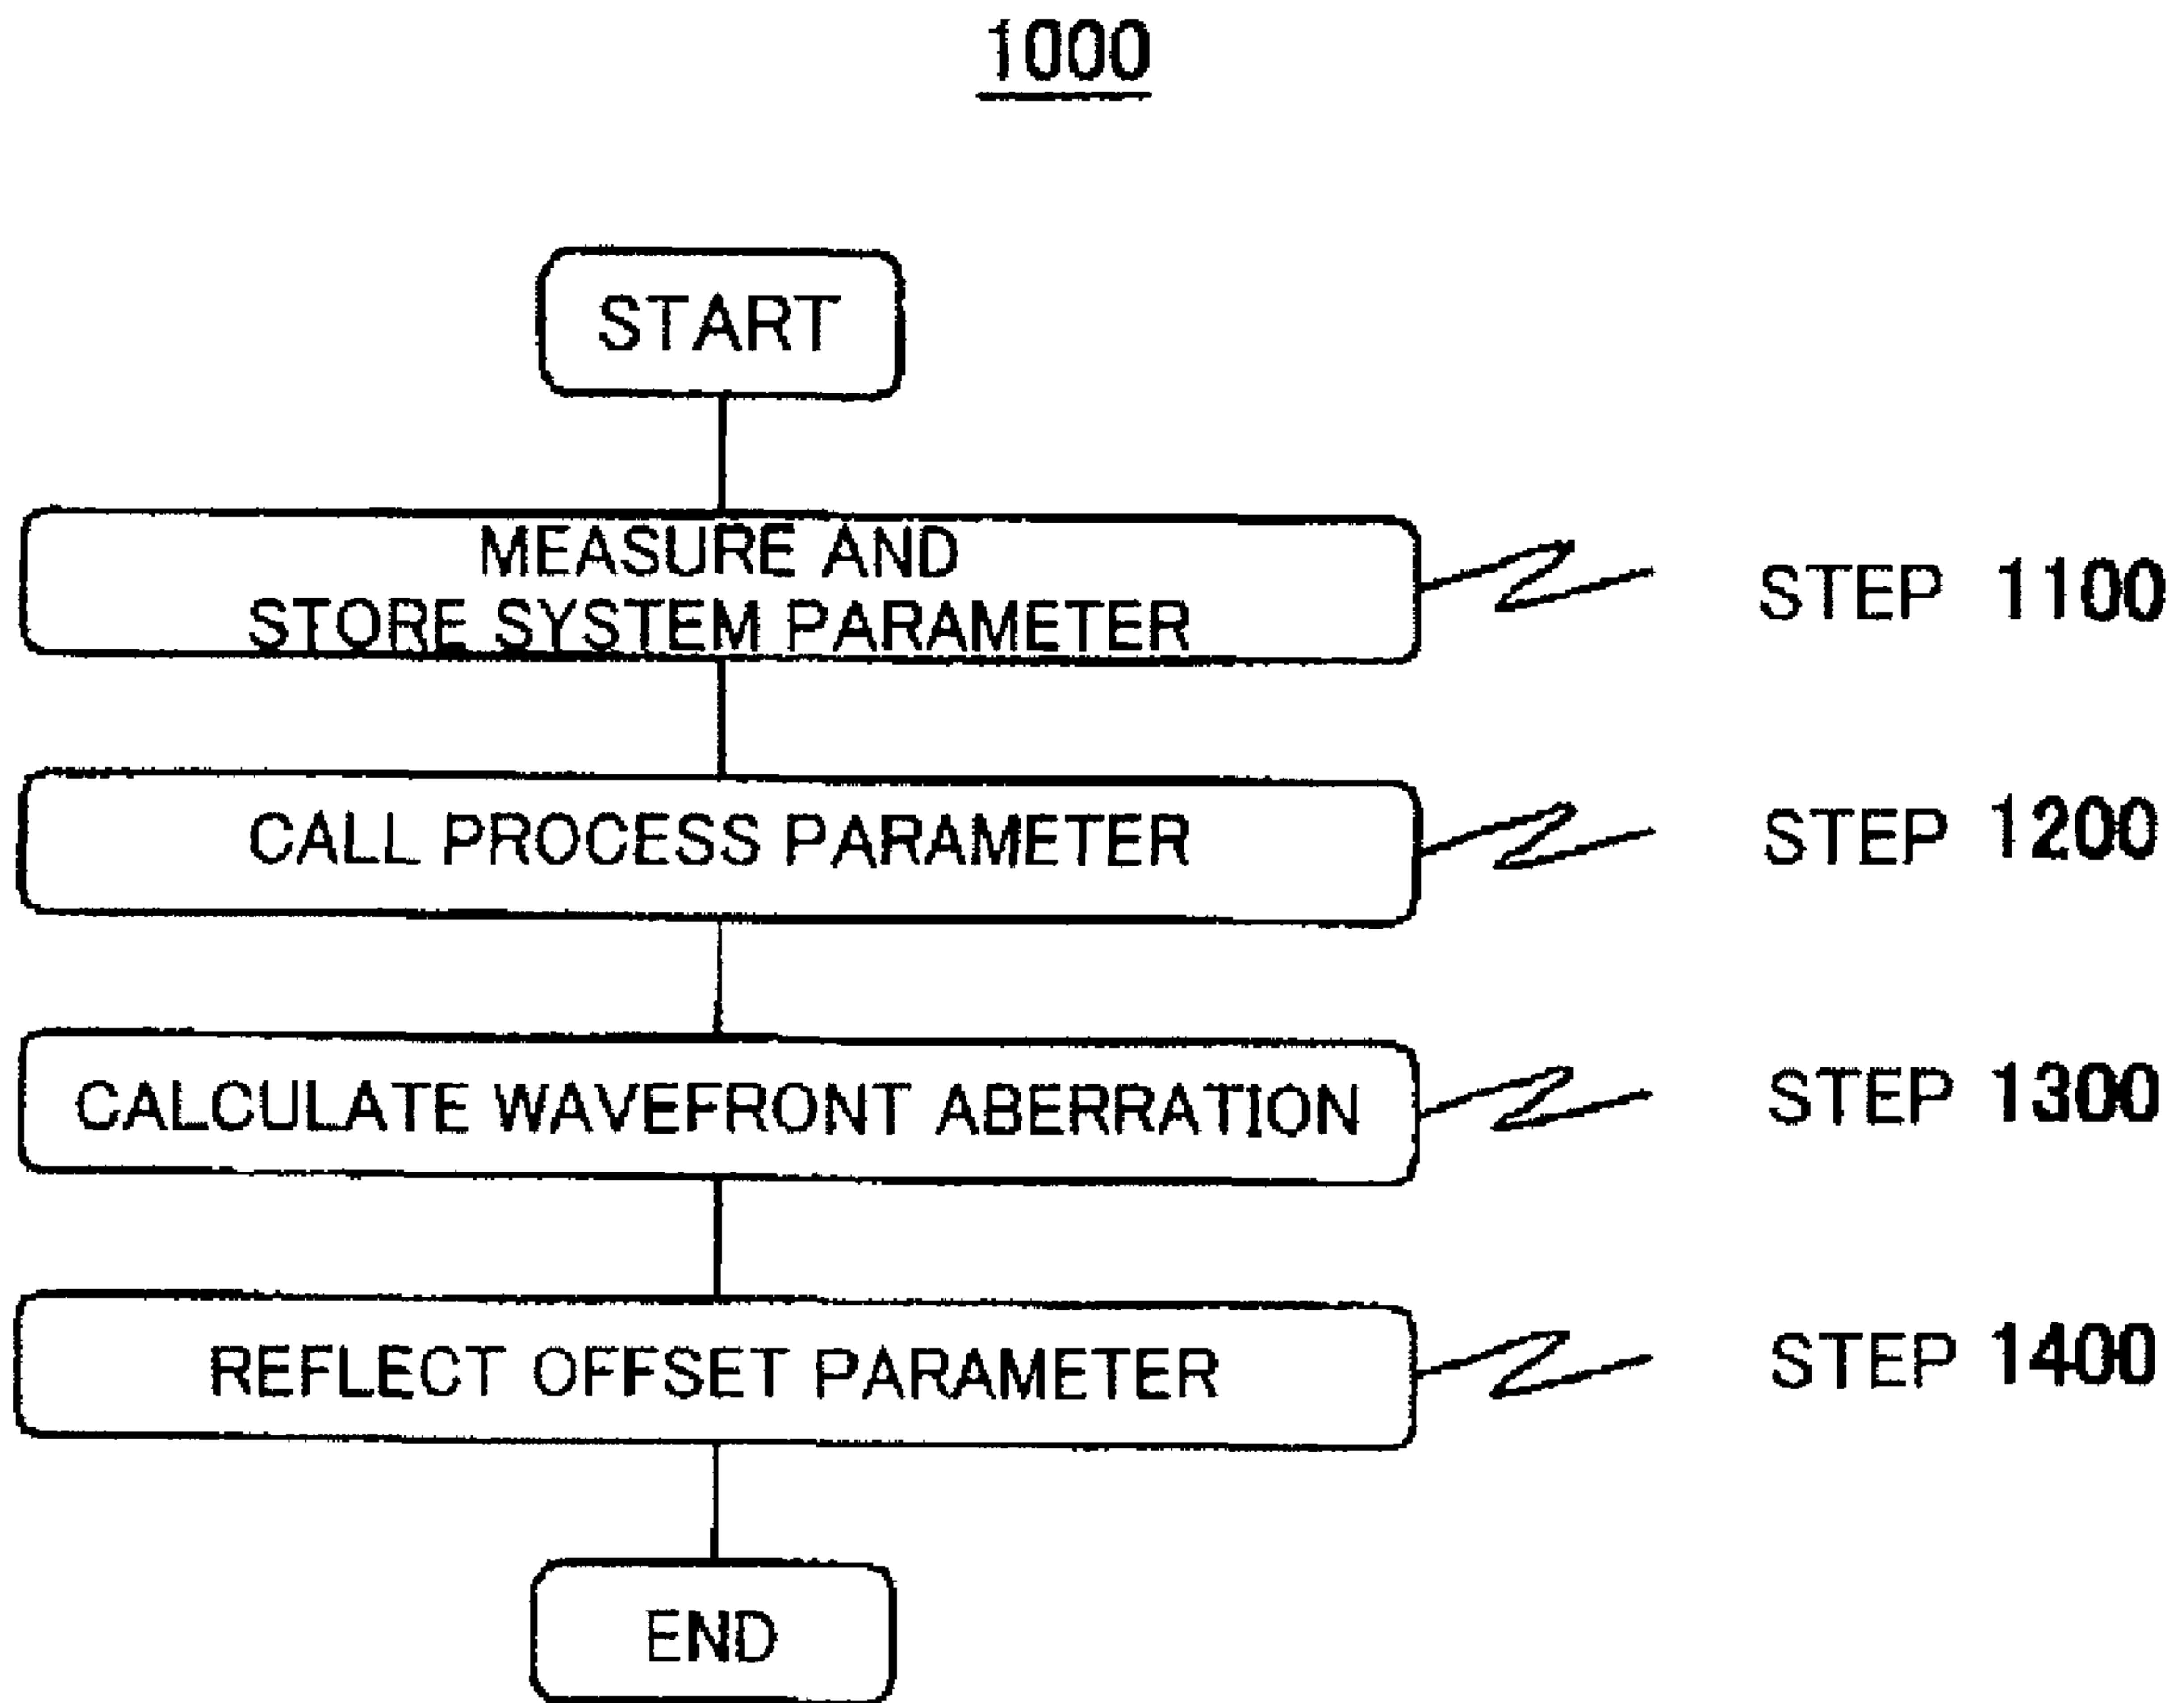 1000
START
MEASURE AND
STORE SYSTEM PARAMETER
STEP 1100
CALL PROCESS PARAMETER
STEP 1200
CALCULATE WAVEFRONT ABERRATION
STEP 1300
REFLECT OFFSET PARAMETER
STEP 1400
END